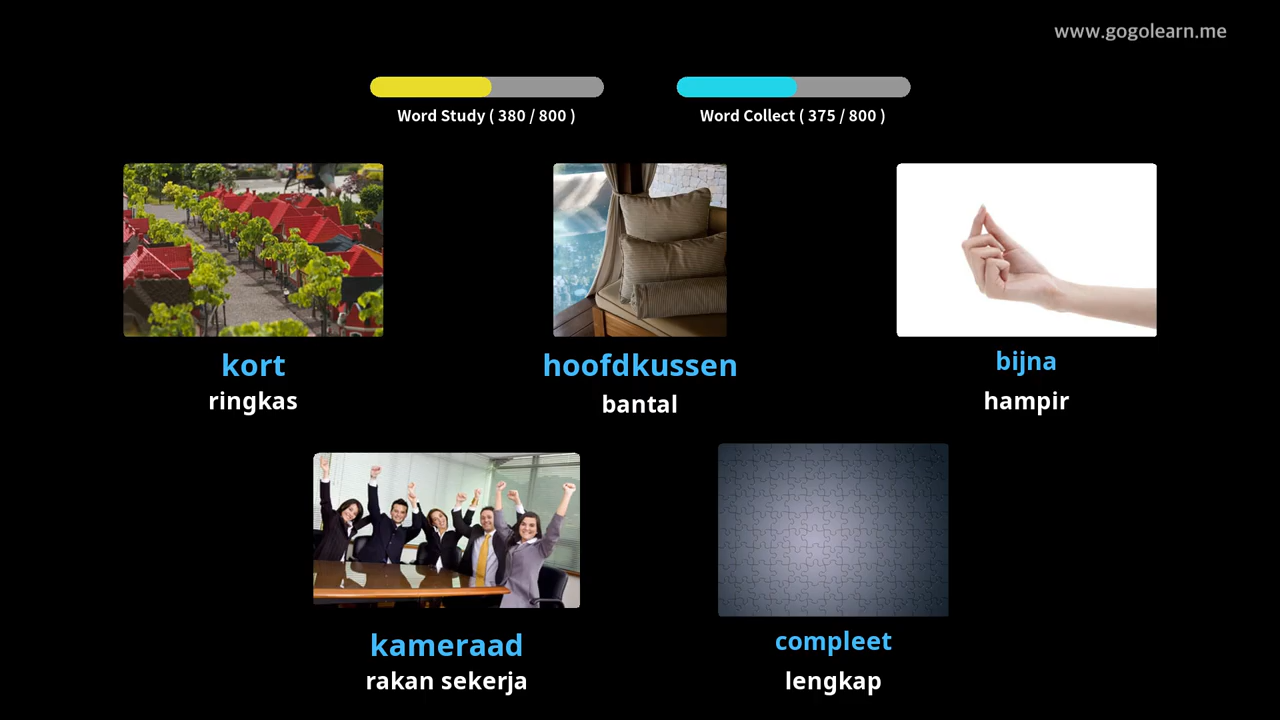 www.gogolearn.me
Word Study ( 380 / 800 )
Word Collect ( 375 / 800 )
kort
ringkas
hoofdkussen
bantal
bijna
hampir
kameraad
rakan sekerja
compleet
lengkap